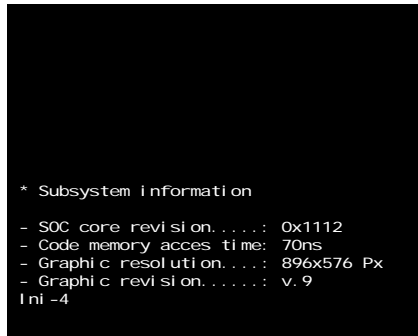 * Subsystem information
- SOC core revision.....: 0x1112
- Code memory acces time: 70ns
- Graphic resolution....: 896x576 Px
- Graphic revision......: v.9
Ini-4